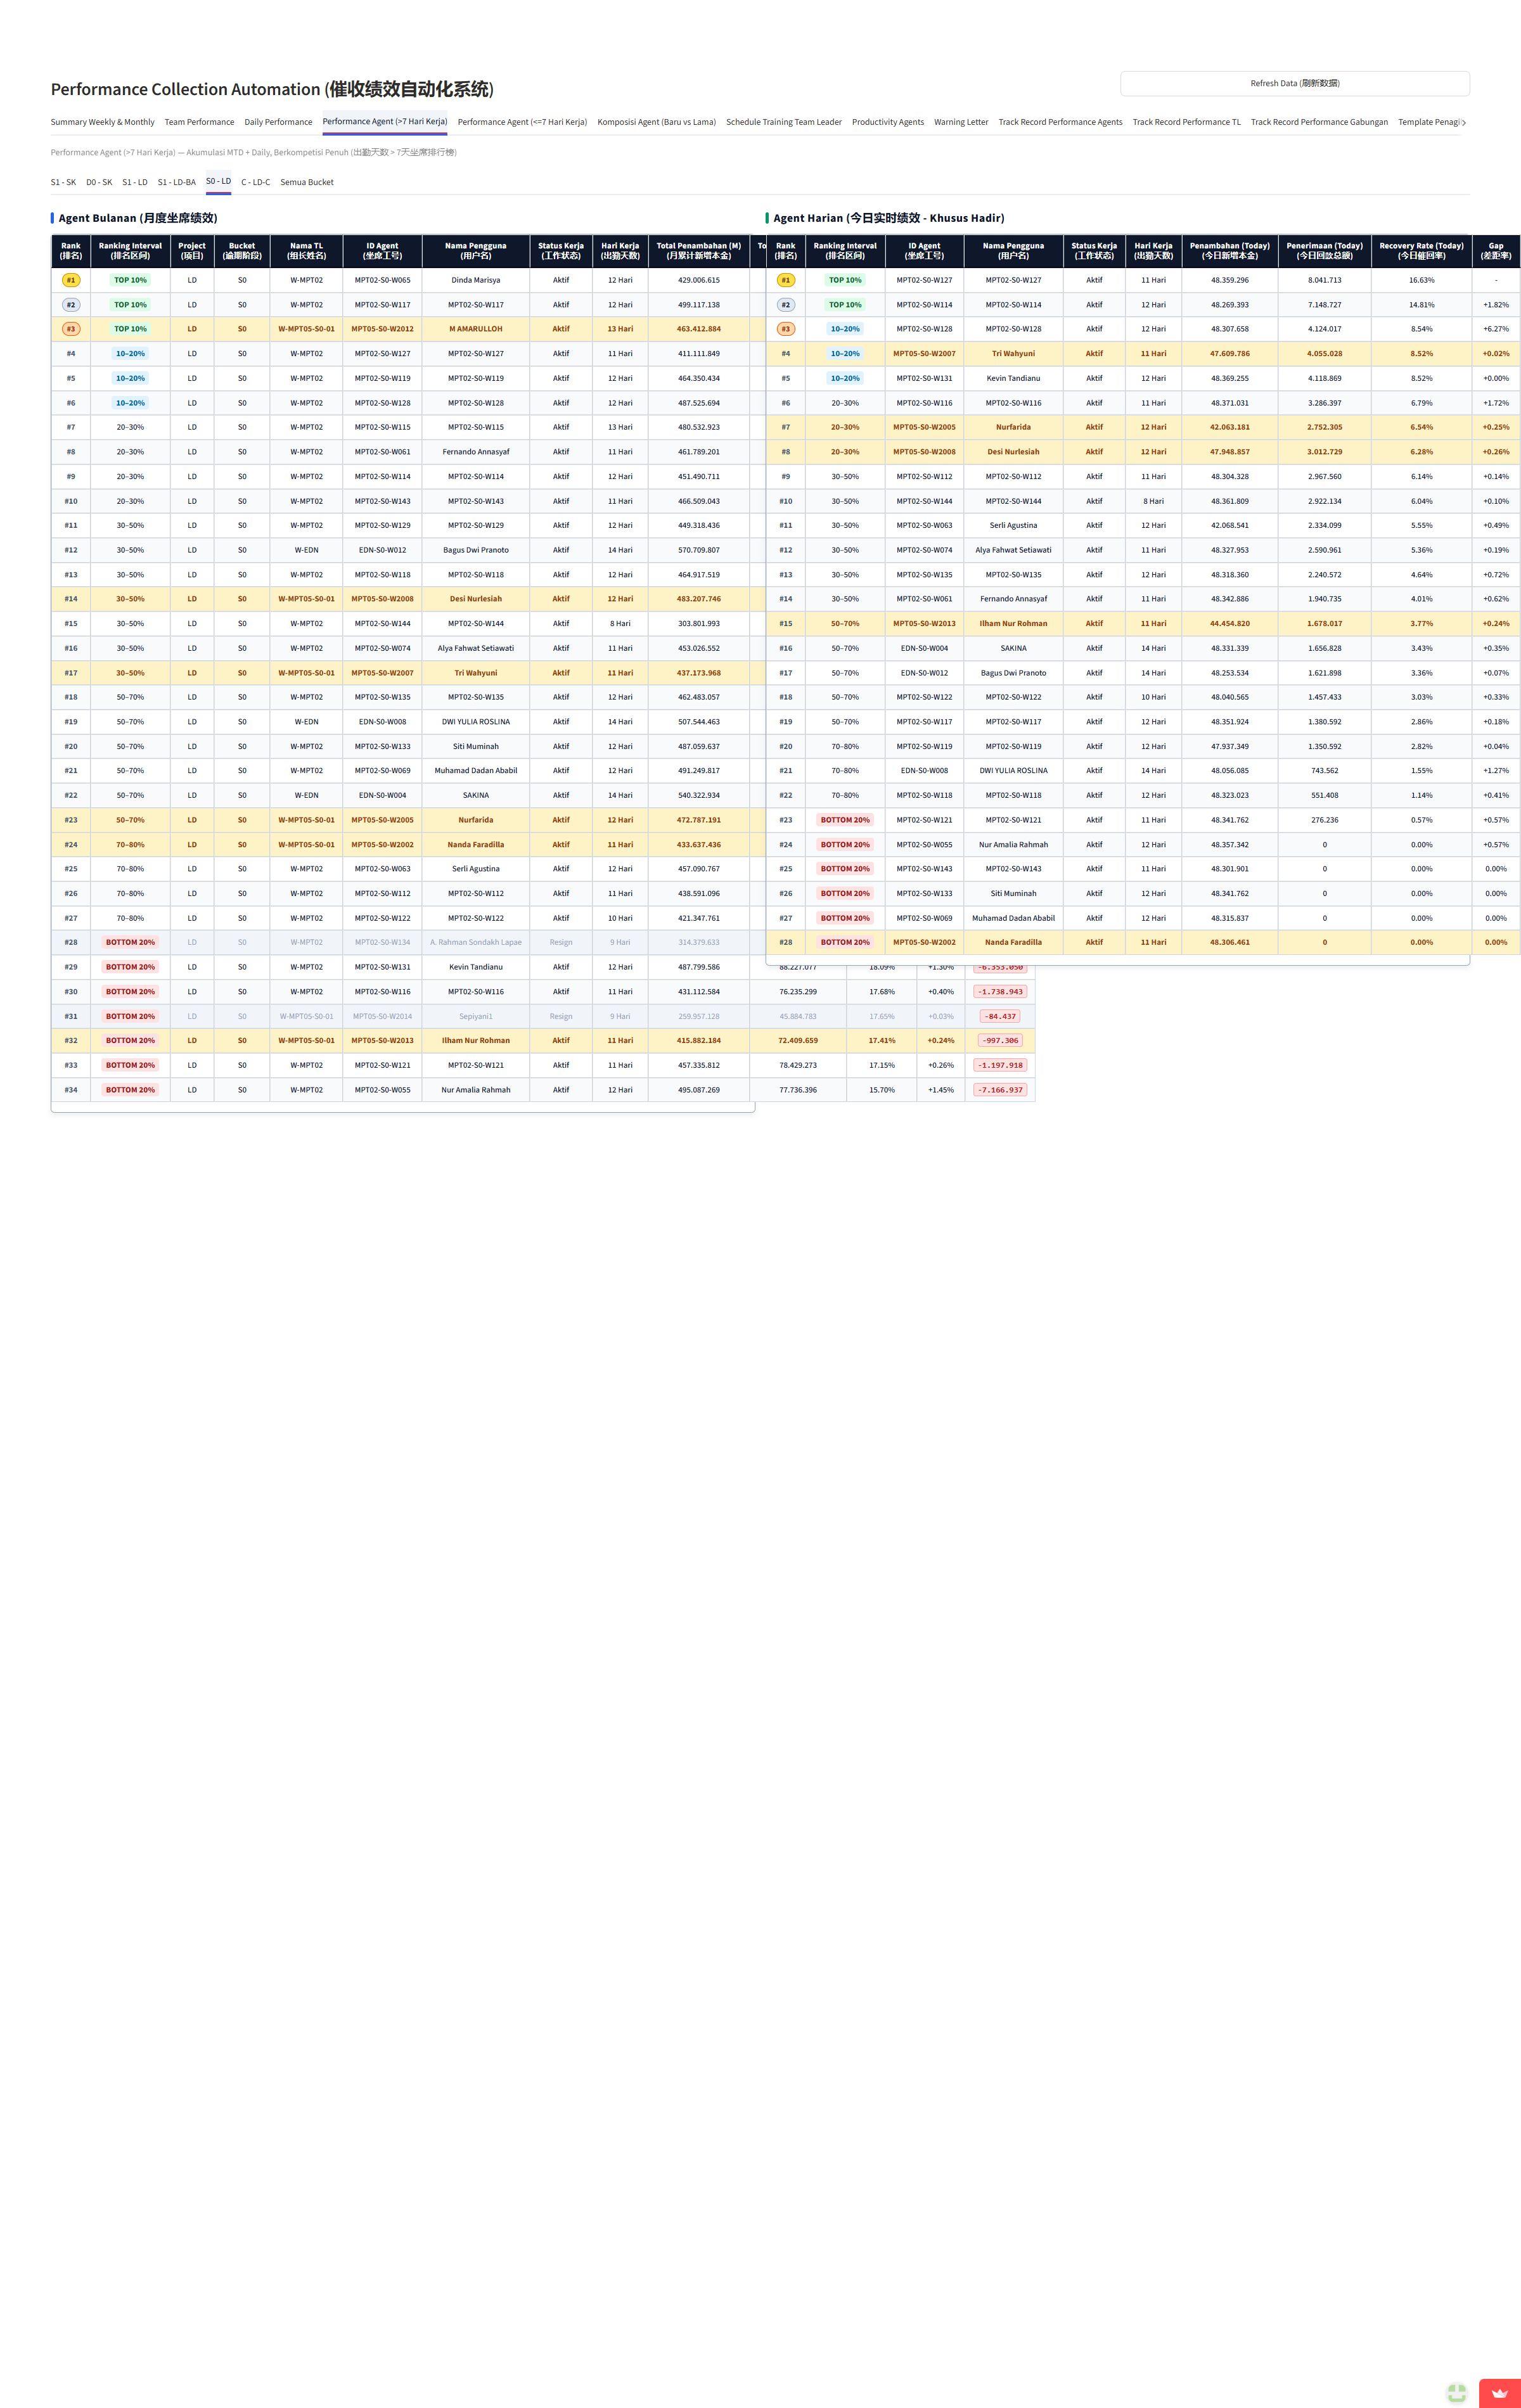 Performance Collection Automation (催收绩效自动化系统)
Refresh Data (刷新数据)
Summary Weekly & Monthly Team Performance Daily Performance Performance Agent (>7 Hari Kerja) Performance Agent (<=7 Hari Kerja) Komposisi Agent (Baru vs Lama) Schedule Training Team Leader Productivity Agents Warning Letter Track Record Performance Agents Track Record Performance TL Track Record Performance Gabungan Template Penagi
Performance Agent (>7 Hari Kerja) — Akumulasi MTD + Daily, Berkompetisi Penuh (出勤天数 > 7天坐席排行榜)
S1 - SK D0 - SK S1 - LD S1 - LD-BA S0 - LD C - LD-C Semua Bucket
Agent Bulanan (月度坐席绩效)
Rank Ranking Interval Project Bucket Nama TL ID Agent Nama Pengguna Status Kerja Hari Kerja Total Penambahan (M) To
(排名) (排名区间) (项目) (逾期阶段) (组长姓名) (坐席工号) (用户名) (工作状态) (出勤天数) (月累计新增本金)
#1 TOP 10% LD S0 W-MPT02 MPT02-S0-W065 Dinda Marisya Aktif 12 Hari 429.006.615
#2 TOP 10% LD S0 W-MPT02 MPT02-S0-W117 MPT02-S0-W117 Aktif 12 Hari 499.117.138
#3 TOP 10% LD S0 W-MPT05-S0-01 MPT05-S0-W2012 M AMARULLOH Aktif 13 Hari 463.412.884
#4 10–20% LD S0 W-MPT02 MPT02-S0-W127 MPT02-S0-W127 Aktif 11 Hari 411.111.849
#5 10–20% LD S0 W-MPT02 MPT02-S0-W119 MPT02-S0-W119 Aktif 12 Hari 464.350.434
#6 10–20% LD S0 W-MPT02 MPT02-S0-W128 MPT02-S0-W128 Aktif 12 Hari 487.525.694
#7 20–30% LD S0 W-MPT02 MPT02-S0-W115 MPT02-S0-W115 Aktif 13 Hari 480.532.923
#8 20–30% LD S0 W-MPT02 MPT02-S0-W061 Fernando Annasyaf Aktif 11 Hari 461.789.201
#9 20–30% LD S0 W-MPT02 MPT02-S0-W114 MPT02-S0-W114 Aktif 12 Hari 451.490.711
#10 20–30% LD S0 W-MPT02 MPT02-S0-W143 MPT02-S0-W143 Aktif 11 Hari 466.509.043
#11 30–50% LD S0 W-MPT02 MPT02-S0-W129 MPT02-S0-W129 Aktif 12 Hari 449.318.436
#12 30–50% LD S0 W-EDN EDN-S0-W012 Bagus Dwi Pranoto Aktif 14 Hari 570.709.807
#13 30–50% LD S0 W-MPT02 MPT02-S0-W118 MPT02-S0-W118 Aktif 12 Hari 464.917.519
#14 30–50% LD S0 W-MPT05-S0-01 MPT05-S0-W2008 Desi Nurlesiah Aktif 12 Hari 483.207.746
#15 30–50% LD S0 W-MPT02 MPT02-S0-W144 MPT02-S0-W144 Aktif 8 Hari 303.801.993
#16 30–50% LD S0 W-MPT02 MPT02-S0-W074 Alya Fahwat Setiawati Aktif 11 Hari 453.026.552
#17 30–50% LD S0 W-MPT05-S0-01 MPT05-S0-W2007 Tri Wahyuni Aktif 11 Hari 437.173.968
#18 50–70% LD S0 W-MPT02 MPT02-S0-W135 MPT02-S0-W135 Aktif 12 Hari 462.483.057
#19 50–70% LD S0 W-EDN EDN-S0-W008 DWI YULIA ROSLINA Aktif 14 Hari 507.544.463
#20 50–70% LD S0 W-MPT02 MPT02-S0-W133 Siti Muminah Aktif 12 Hari 487.059.637
#21 50–70% LD S0 W-MPT02 MPT02-S0-W069 Muhamad Dadan Ababil Aktif 12 Hari 491.249.817
#22 50–70% LD S0 W-EDN EDN-S0-W004 SAKINA Aktif 14 Hari 540.322.934
#23 50–70% LD S0 W-MPT05-S0-01 MPT05-S0-W2005 Nurfarida Aktif 12 Hari 472.787.191
#24 70–80% LD S0 W-MPT05-S0-01 MPT05-S0-W2002 Nanda Faradilla Aktif 11 Hari 433.637.436
#25 70–80% LD S0 W-MPT02 MPT02-S0-W063 Serli Agustina Aktif 12 Hari 457.090.767
#26 70–80% LD S0 W-MPT02 MPT02-S0-W112 MPT02-S0-W112 Aktif 11 Hari 438.591.096
#27 70–80% LD S0 W-MPT02 MPT02-S0-W122 MPT02-S0-W122 Aktif 10 Hari 421.347.761
#28 BOTTOM 20% LD S0 W-MPT02 MPT02-S0-W134 A. Rahman Sondakh Lapae Resign 9 Hari 314.379.633
#29 BOTTOM 20% LD S0 W-MPT02 MPT02-S0-W131 Kevin Tandianu Aktif 12 Hari 487.799.586 88.227.077 18.09% +1.30% -6.353.050
#30 BOTTOM 20% LD S0 W-MPT02 MPT02-S0-W116 MPT02-S0-W116 Aktif 11 Hari 431.112.584 76.235.299 17.68% +0.40% -1.738.943
#31 BOTTOM 20% LD S0 W-MPT05-S0-01 MPT05-S0-W2014 Sepiyani1 Resign 9 Hari 259.957.128 45.884.783 17.65% +0.03% -84.437
#32 BOTTOM 20% LD S0 W-MPT05-S0-01 MPT05-S0-W2013 Ilham Nur Rohman Aktif 11 Hari 415.882.184 72.409.659 17.41% +0.24% -997.306
#33 BOTTOM 20% LD S0 W-MPT02 MPT02-S0-W121 MPT02-S0-W121 Aktif 11 Hari 457.335.812 78.429.273 17.15% +0.26% -1.197.918
#34 BOTTOM 20% LD S0 W-MPT02 MPT02-S0-W055 Nur Amalia Rahmah Aktif 12 Hari 495.087.269 77.736.396 15.70% +1.45% -7.166.937
Agent Harian (今日实时绩效 - Khusus Hadir)
Rank Ranking Interval ID Agent Nama Pengguna Status Kerja Hari Kerja Penambahan (Today) Penerimaan (Today) Recovery Rate (Today) Gap
(排名) (排名区间) (坐席工号) (用户名) (工作状态) (出勤天数) (今日新增本金) (今日回款总额) (今日催回率) (差距率)
#1 TOP 10% MPT02-S0-W127 MPT02-S0-W127 Aktif 11 Hari 48.359.296 8.041.713 16.63% -
#2 TOP 10% MPT02-S0-W114 MPT02-S0-W114 Aktif 12 Hari 48.269.393 7.148.727 14.81% +1.82%
#3 10–20% MPT02-S0-W128 MPT02-S0-W128 Aktif 12 Hari 48.307.658 4.124.017 8.54% +6.27%
#4 10–20% MPT05-S0-W2007 Tri Wahyuni Aktif 11 Hari 47.609.786 4.055.028 8.52% +0.02%
#5 10–20% MPT02-S0-W131 Kevin Tandianu Aktif 12 Hari 48.369.255 4.118.869 8.52% +0.00%
#6 20–30% MPT02-S0-W116 MPT02-S0-W116 Aktif 11 Hari 48.371.031 3.286.397 6.79% +1.72%
#7 20–30% MPT05-S0-W2005 Nurfarida Aktif 12 Hari 42.063.181 2.752.305 6.54% +0.25%
#8 20–30% MPT05-S0-W2008 Desi Nurlesiah Aktif 12 Hari 47.948.857 3.012.729 6.28% +0.26%
#9 30–50% MPT02-S0-W112 MPT02-S0-W112 Aktif 11 Hari 48.304.328 2.967.560 6.14% +0.14%
#10 30–50% MPT02-S0-W144 MPT02-S0-W144 Aktif 8 Hari 48.361.809 2.922.134 6.04% +0.10%
#11 30–50% MPT02-S0-W063 Serli Agustina Aktif 12 Hari 42.068.541 2.334.099 5.55% +0.49%
#12 30–50% MPT02-S0-W074 Alya Fahwat Setiawati Aktif 11 Hari 48.327.953 2.590.961 5.36% +0.19%
#13 30–50% MPT02-S0-W135 MPT02-S0-W135 Aktif 12 Hari 48.318.360 2.240.572 4.64% +0.72%
#14 30–50% MPT02-S0-W061 Fernando Annasyaf Aktif 11 Hari 48.342.886 1.940.735 4.01% +0.62%
#15 50–70% MPT05-S0-W2013 Ilham Nur Rohman Aktif 11 Hari 44.454.820 1.678.017 3.77% +0.24%
#16 50–70% EDN-S0-W004 SAKINA Aktif 14 Hari 48.331.339 1.656.828 3.43% +0.35%
#17 50–70% EDN-S0-W012 Bagus Dwi Pranoto Aktif 14 Hari 48.253.534 1.621.898 3.36% +0.07%
#18 50–70% MPT02-S0-W122 MPT02-S0-W122 Aktif 10 Hari 48.040.565 1.457.433 3.03% +0.33%
#19 50–70% MPT02-S0-W117 MPT02-S0-W117 Aktif 12 Hari 48.351.924 1.380.592 2.86% +0.18%
#20 70–80% MPT02-S0-W119 MPT02-S0-W119 Aktif 12 Hari 47.937.349 1.350.592 2.82% +0.04%
#21 70–80% EDN-S0-W008 DWI YULIA ROSLINA Aktif 14 Hari 48.056.085 743.562 1.55% +1.27%
#22 70–80% MPT02-S0-W118 MPT02-S0-W118 Aktif 12 Hari 48.323.023 551.408 1.14% +0.41%
#23 BOTTOM 20% MPT02-S0-W121 MPT02-S0-W121 Aktif 11 Hari 48.341.762 276.236 0.57% +0.57%
#24 BOTTOM 20% MPT02-S0-W055 Nur Amalia Rahmah Aktif 12 Hari 48.357.342 0 0.00% +0.57%
#25 BOTTOM 20% MPT02-S0-W143 MPT02-S0-W143 Aktif 11 Hari 48.301.901 0 0.00% 0.00%
#26 BOTTOM 20% MPT02-S0-W133 Siti Muminah Aktif 12 Hari 48.341.762 0 0.00% 0.00%
#27 BOTTOM 20% MPT02-S0-W069 Muhamad Dadan Ababil Aktif 12 Hari 48.315.837 0 0.00% 0.00%
#28 BOTTOM 20% MPT05-S0-W2002 Nanda Faradilla Aktif 11 Hari 48.306.461 0 0.00% 0.00%